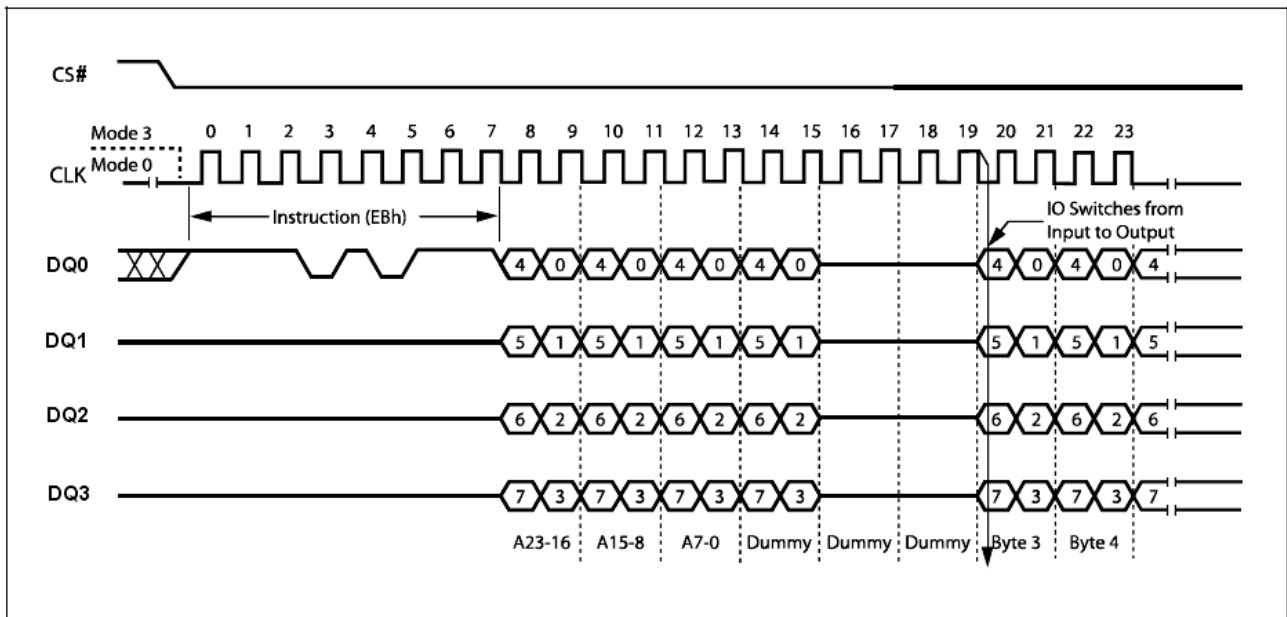 CS#
Mode 3
0 1 2 3 4 5 6 7 8 9 10 11 12 13 14 15 16 17 18 19 20 21 22 23
CLK Mode 0
Instruction (EBh)
IO Switches from
Input to Output
DQ0 4 0 4 0 4 0 4 0 4 0 4 0 4
DQ1 5 1 5 1 5 1 5 1 5 1 5 1 5
DQ2 6 2 6 2 6 2 6 2 6 2 6 2 6
DQ3 7 3 7 3 7 3 7 3 7 3 7 3 7
A23-16 A15-8 A7-0 Dummy Dummy Dummy Byte 3 Byte 4